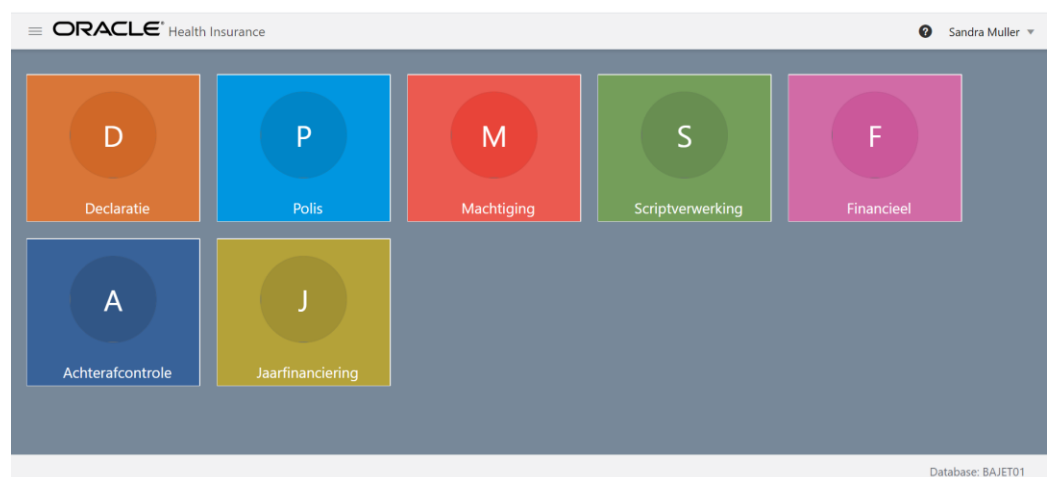 ORACLE Health Insurance
? Sandra Muller
D P M S F
Declaratie Polis Machtiging Scriptverwerking Financieel
A J
Achterafcontrole Jaarfinanciering
Database: BAJET01